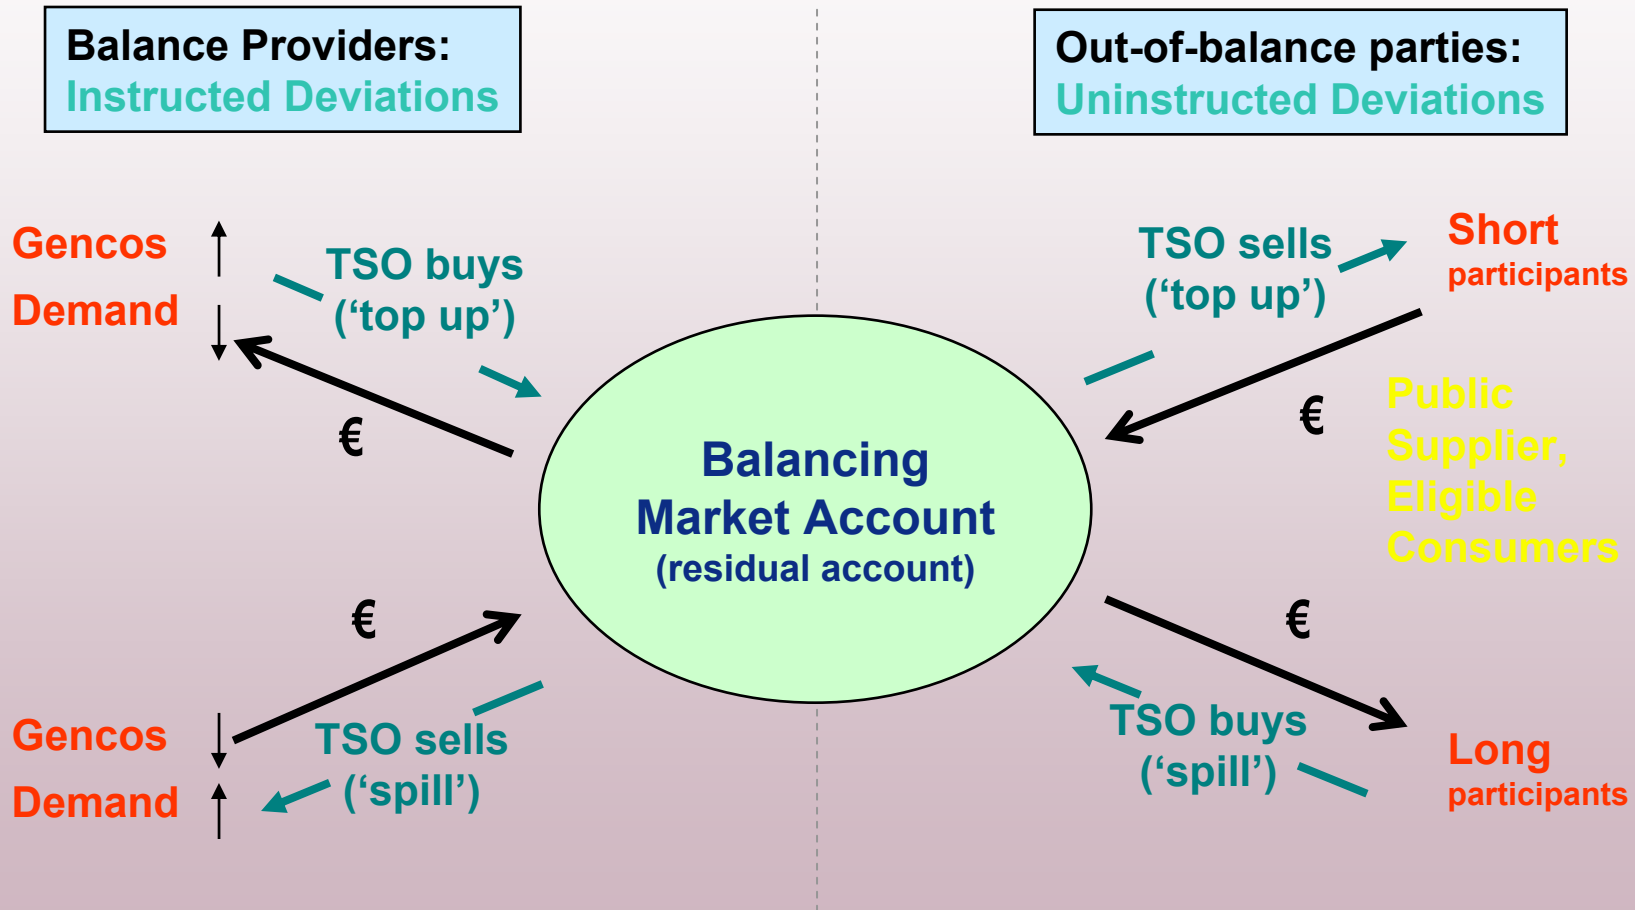 Balance Providers:
Instructed Deviations
Out-of-balance parties:
Uninstructed Deviations
Gencos
Demand
TSO buys
(‘top up’)
€
TSO sells
(‘top up’)
Short
participants
€
Public
Supplier,
Eligible
Consumers
Balancing
Market Account
(residual account)
€
Gencos
Demand
TSO sells
(‘spill’)
€
TSO buys
(‘spill’)
Long
participants